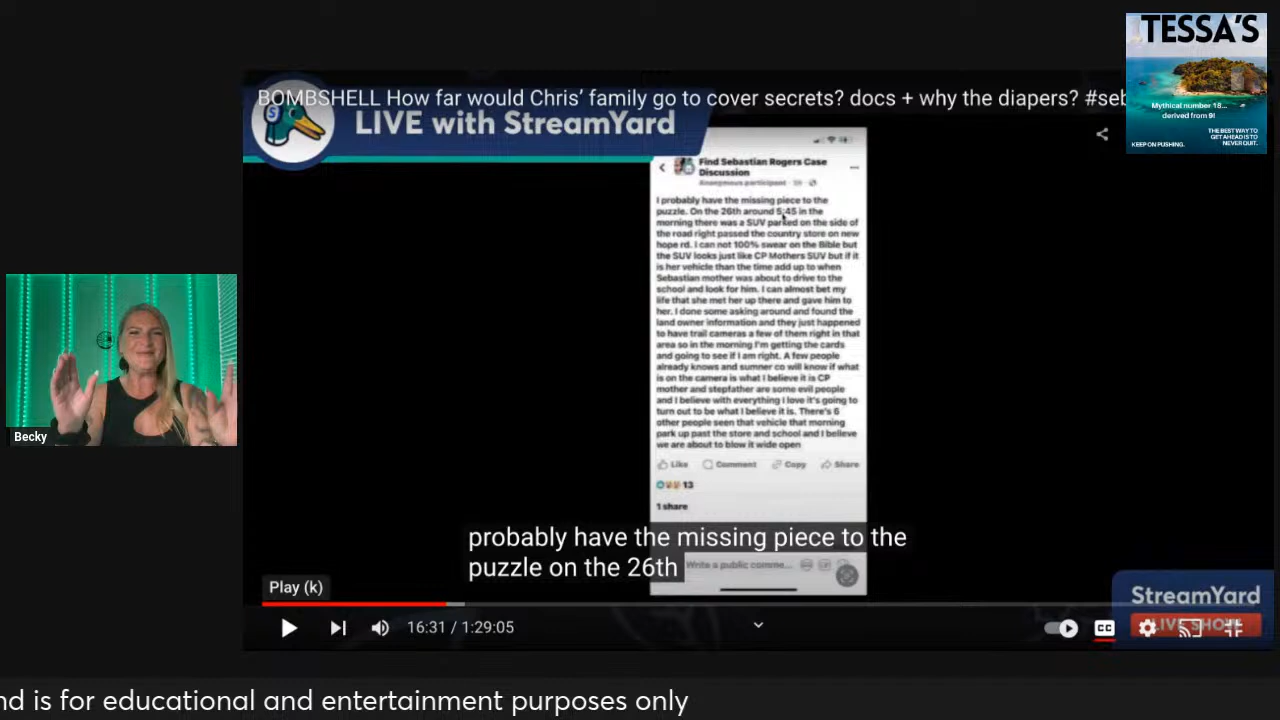 TESSA'S
Mythical number 18...
derived from 9!
THE BEST WAY TO
GET AHEAD IS TO
NEVER QUIT.
KEEP ON PUSHING.
BOMBSHELL How far would Chris' family go to cover secrets? docs + why the diapers? #seb
LIVE with StreamYard
Find Sebastian Rogers Case
Discussion
Anonymous participant
I probably have the missing piece to the
puzzle. On the 26th around 5:45 in the
morning there was a SUV parked on the side of
the road right passed the country store on new
hope rd. I can not 100% swear on the Bible but
the SUV looks just like CP Mothers SUV but if it
is her vehicle than the time add up to when
Sebastian mother was about to drive to the
school and look for him. I can almost bet my
life that she met her up there and gave him to
her. I done some asking around and found the
land owner information and they just happened
to have trail cameras a few of them right in that
area so in the morning I'm getting the cards
and going to see if I am right. A few people
already knows and sumner co will know if what
is on the camera is what I believe it is CP
mother and stepfather are some evil people
and I believe with everything I love it's going to
turn out to be what I believe it is. There's 6
other people seen that vehicle that morning
park up past the store and school and I believe
we are about to blow it wide open
Like Comment Copy Share
13
1 share
Write a public comme...
probably have the missing piece to the
puzzle on the 26th
Becky
Play (k)
16:31 / 1:29:05
CC
StreamYard
LIVE SHOW
nd is for educational and entertainment purposes only